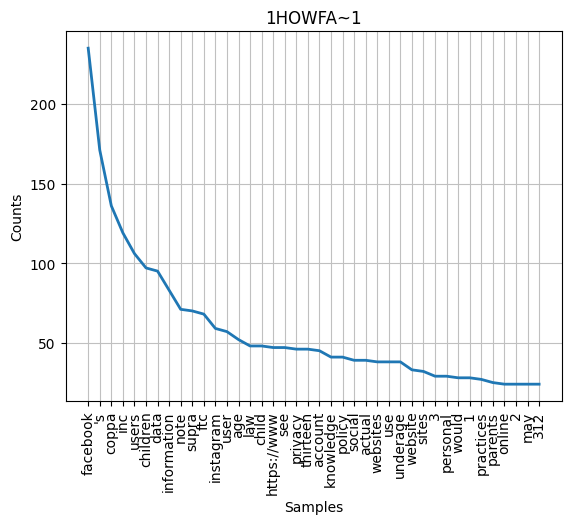 1HOWFA~1
Counts
200
150
100
50
facebook
's
coppa
inc
users
children
data
information
note
supra
ftc
instagram
user
age
law
child
https://www
see
privacy
thirteen
account
knowledge
policy
social
actual
websites
use
underage
website
sites
3
personal
would
1
practices
parents
online
2
may
312
Samples